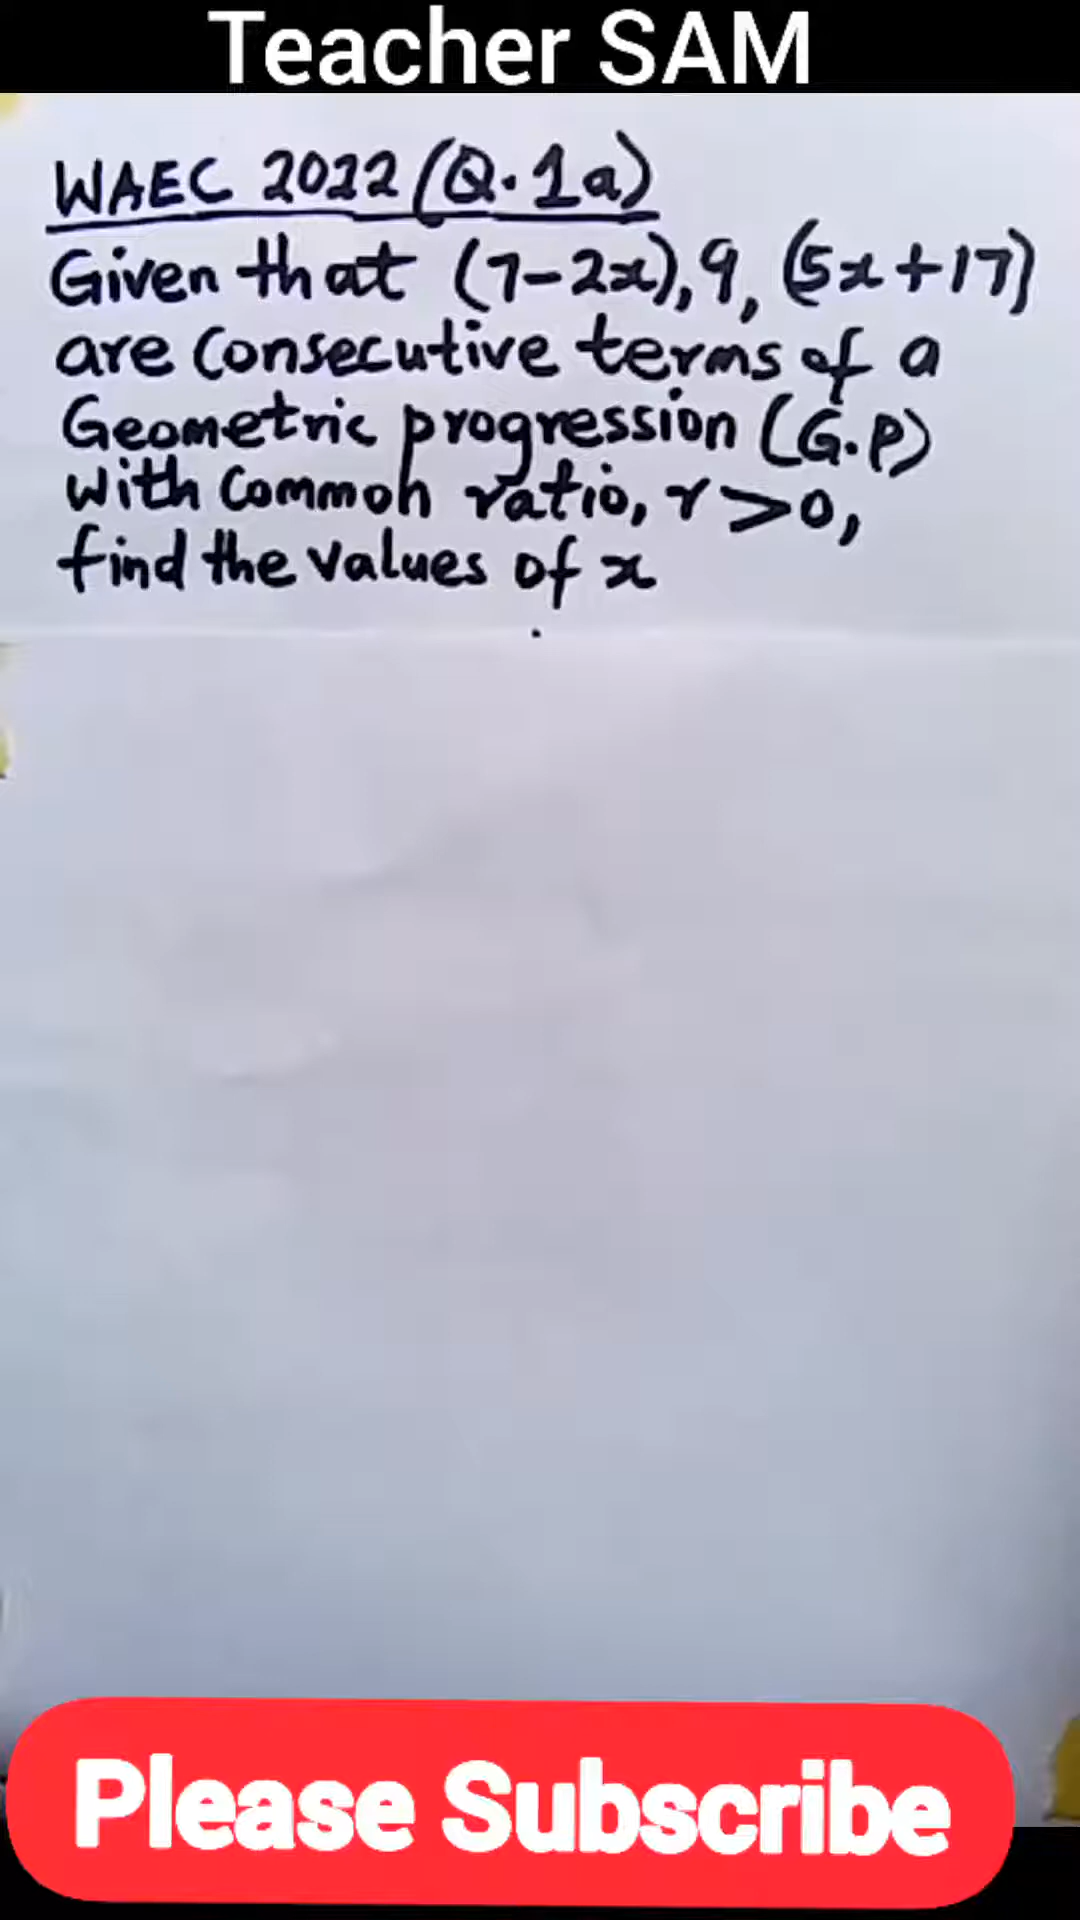 Teacher SAM
WAEC 2022 (Q.1a)
Given that (7-2x), 9, (5x+17)
are consecutive terms of a
Geometric progression (G.P)
with common ratio, r>0,
find the values of x
Please Subscribe